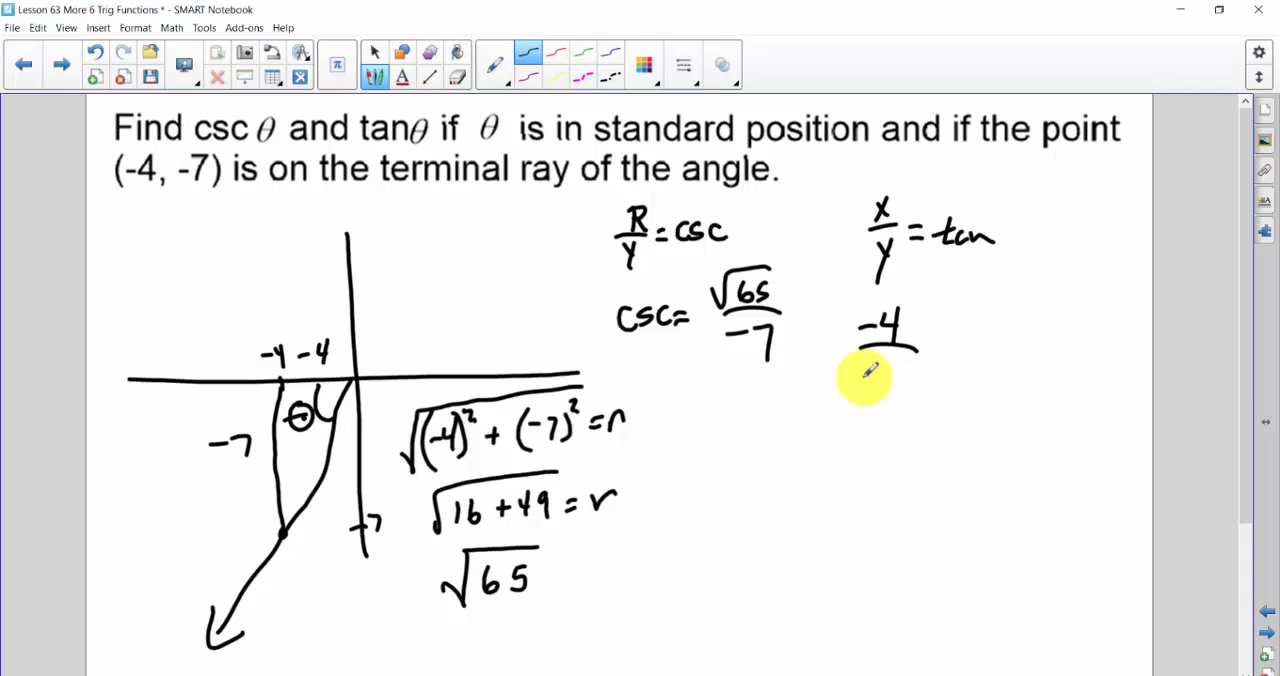 Lesson 63 More 6 Trig Functions * - SMART Notebook
File Edit View Insert Format Math Tools Add-ons Help
Find csc θ and tanθ if θ is in standard position and if the point
(-4, -7) is on the terminal ray of the angle.
R/Y = csc
x/y = tan
csc = √65/-7
-4
-4 -4
θ
-7
-7
√(-4)² + (-7)² = r
√16 + 49 = r
√65